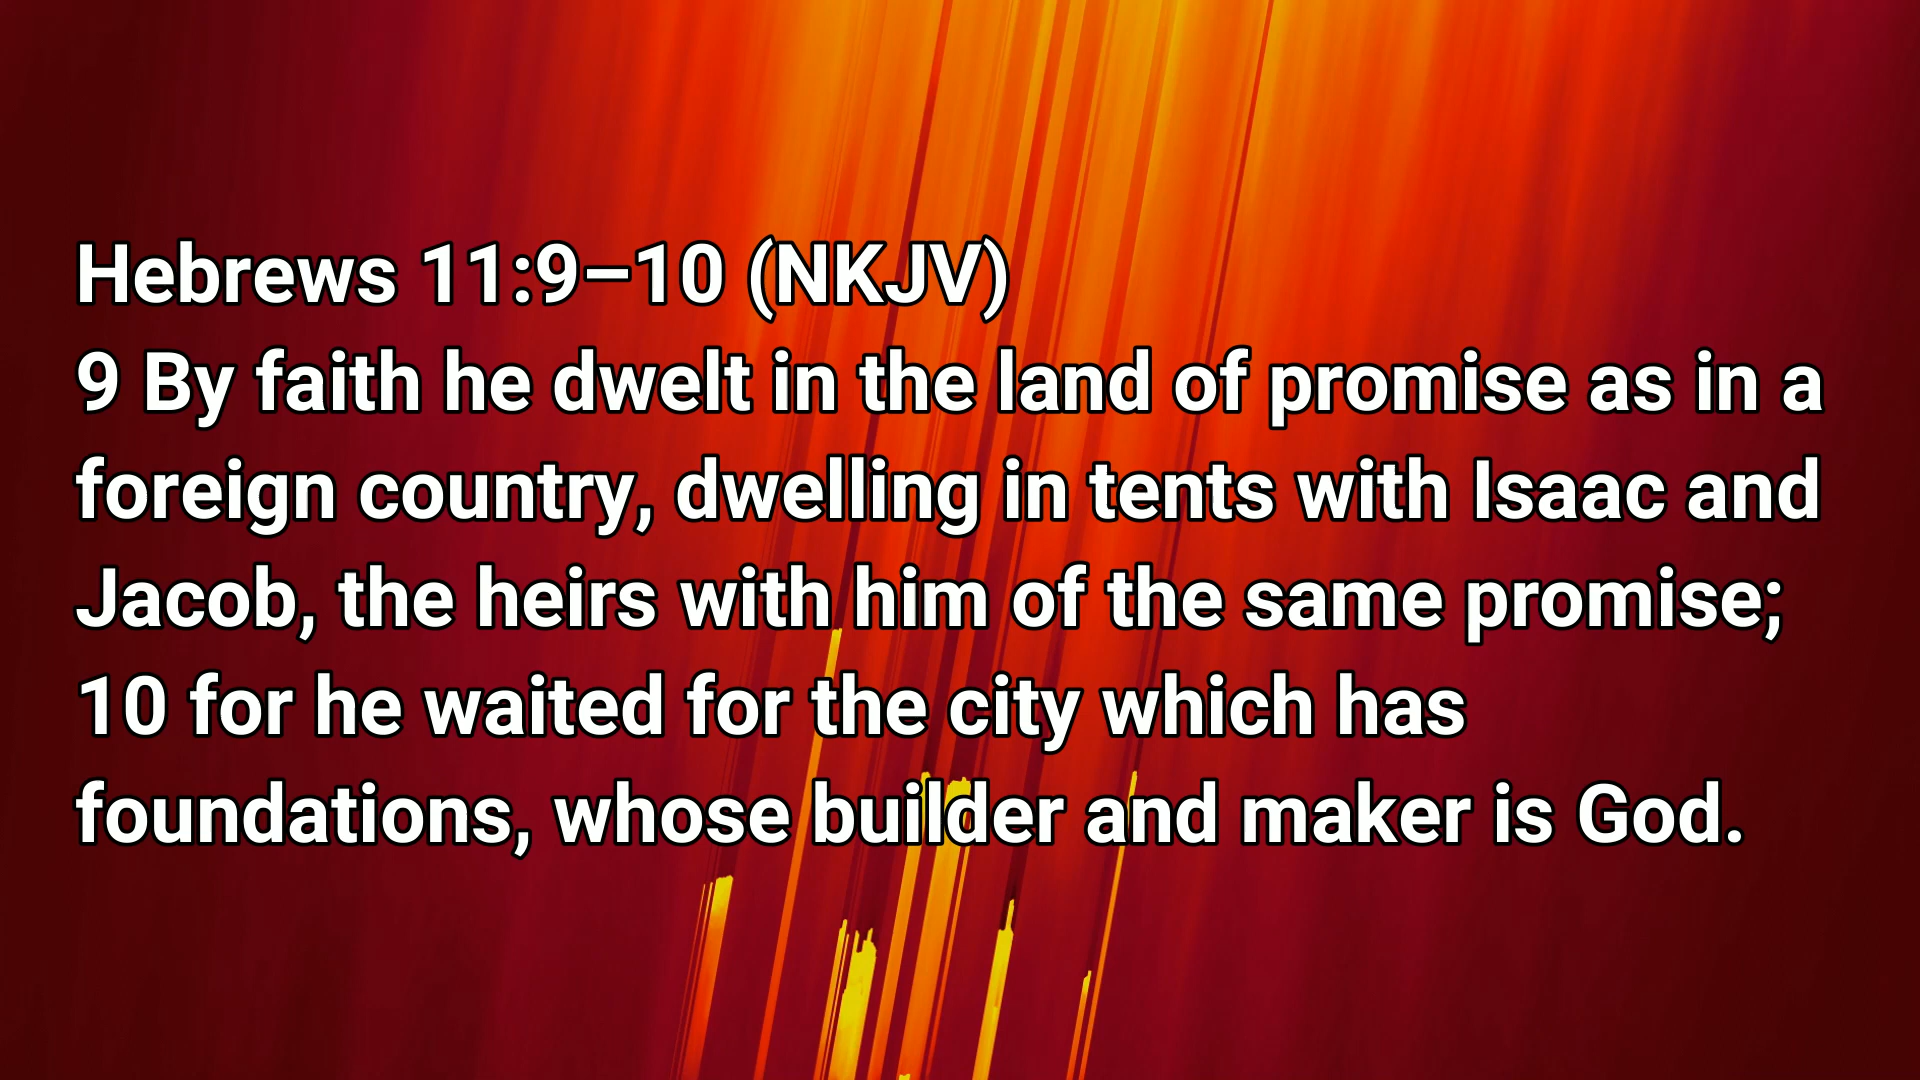 Hebrews 11:9–10 (NKJV)
9 By faith he dwelt in the land of promise as in a
foreign country, dwelling in tents with Isaac and
Jacob, the heirs with him of the same promise;
10 for he waited for the city which has
foundations, whose builder and maker is God.